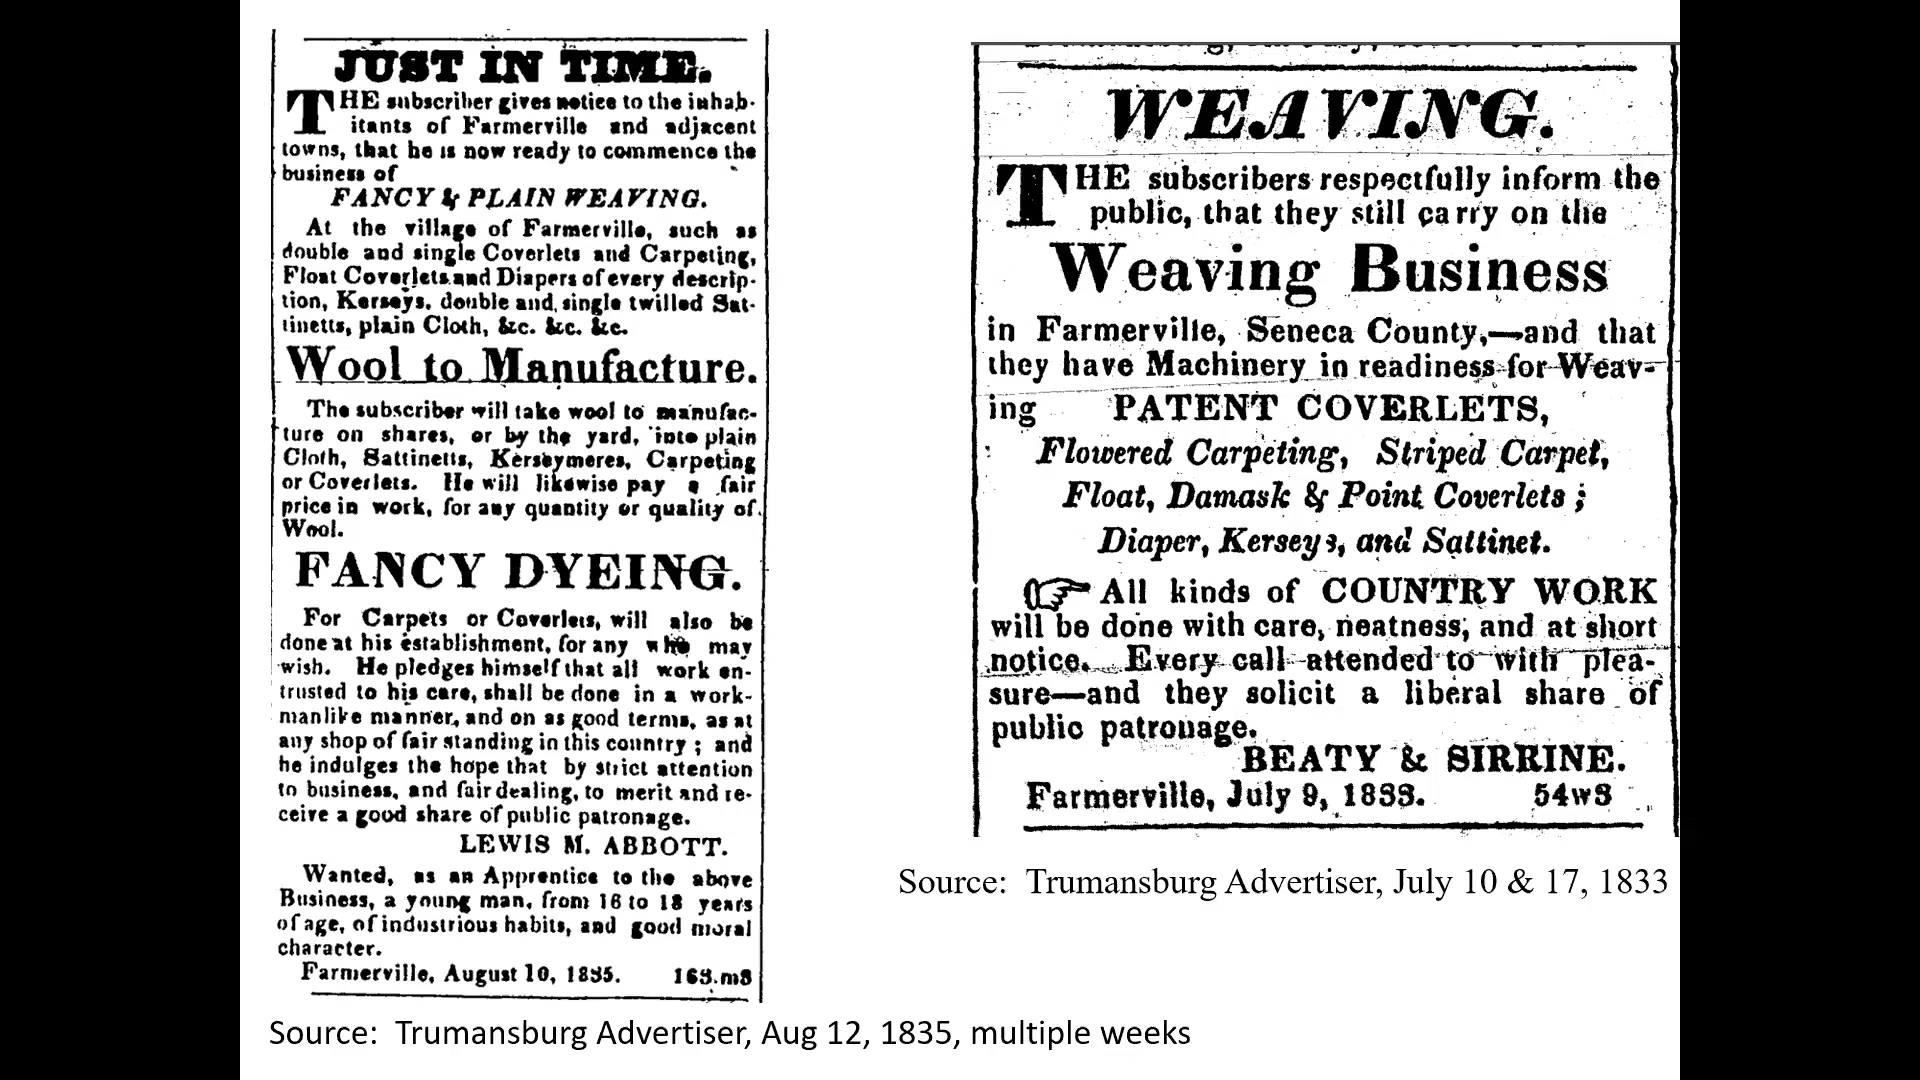 JUST IN TIME.
THE subscriber gives notice to the inhab-
itants of Farmerville and adjacent
towns, that he is now ready to commence the
business of
FANCY & PLAIN WEAVING.
At the village of Farmerville, such as
double and single Coverlets and Carpeting,
Float Coverlets and Diapers of every descrip-
tion, Kerseys, double and single twilled Sat-
tinetts, plain Cloth, &c. &c. &c.
Wool to Manufacture.
The subscriber will take wool to manufac-
ture on shares, or by the yard, into plain
Cloth, Sattinetts, Kerseymeres, Carpeting
or Coverlets. He will likewise pay a fair
price in work, for any quantity or quality of
Wool.
FANCY DYEING.
For Carpets or Coverlets, will also be
done at his establishment, for any who may
wish. He pledges himself that all work en-
trusted to his care, shall be done in a work-
manlike manner, and on as good terms, as at
any shop of fair standing in this country ; and
he indulges the hope that by strict attention
to business, and fair dealing, to merit and re-
ceive a good share of public patronage.
LEWIS M. ABBOTT.
Wanted, as an Apprentice to the above
Business, a young man, from 16 to 18 years
of age, of industrious habits, and good moral
character.
Farmerville, August 10, 1835. 163.m3
Source: Trumansburg Advertiser, Aug 12, 1835, multiple weeks
WEAVING.
THE subscribers respectfully inform the
public, that they still carry on the
Weaving Business
in Farmerville, Seneca County,—and that
they have Machinery in readiness for Weav-
ing PATENT COVERLETS,
Flowered Carpeting, Striped Carpet,
Float, Damask & Point Coverlets ;
Diaper, Kerseys, and Sattinet.
☞ All kinds of COUNTRY WORK
will be done with care, neatness, and at short
notice. Every call attended to with plea-
sure—and they solicit a liberal share of
public patronage.
BEATY & SIRRINE.
Farmerville, July 9, 1833. 54w3
Source: Trumansburg Advertiser, July 10 & 17, 1833